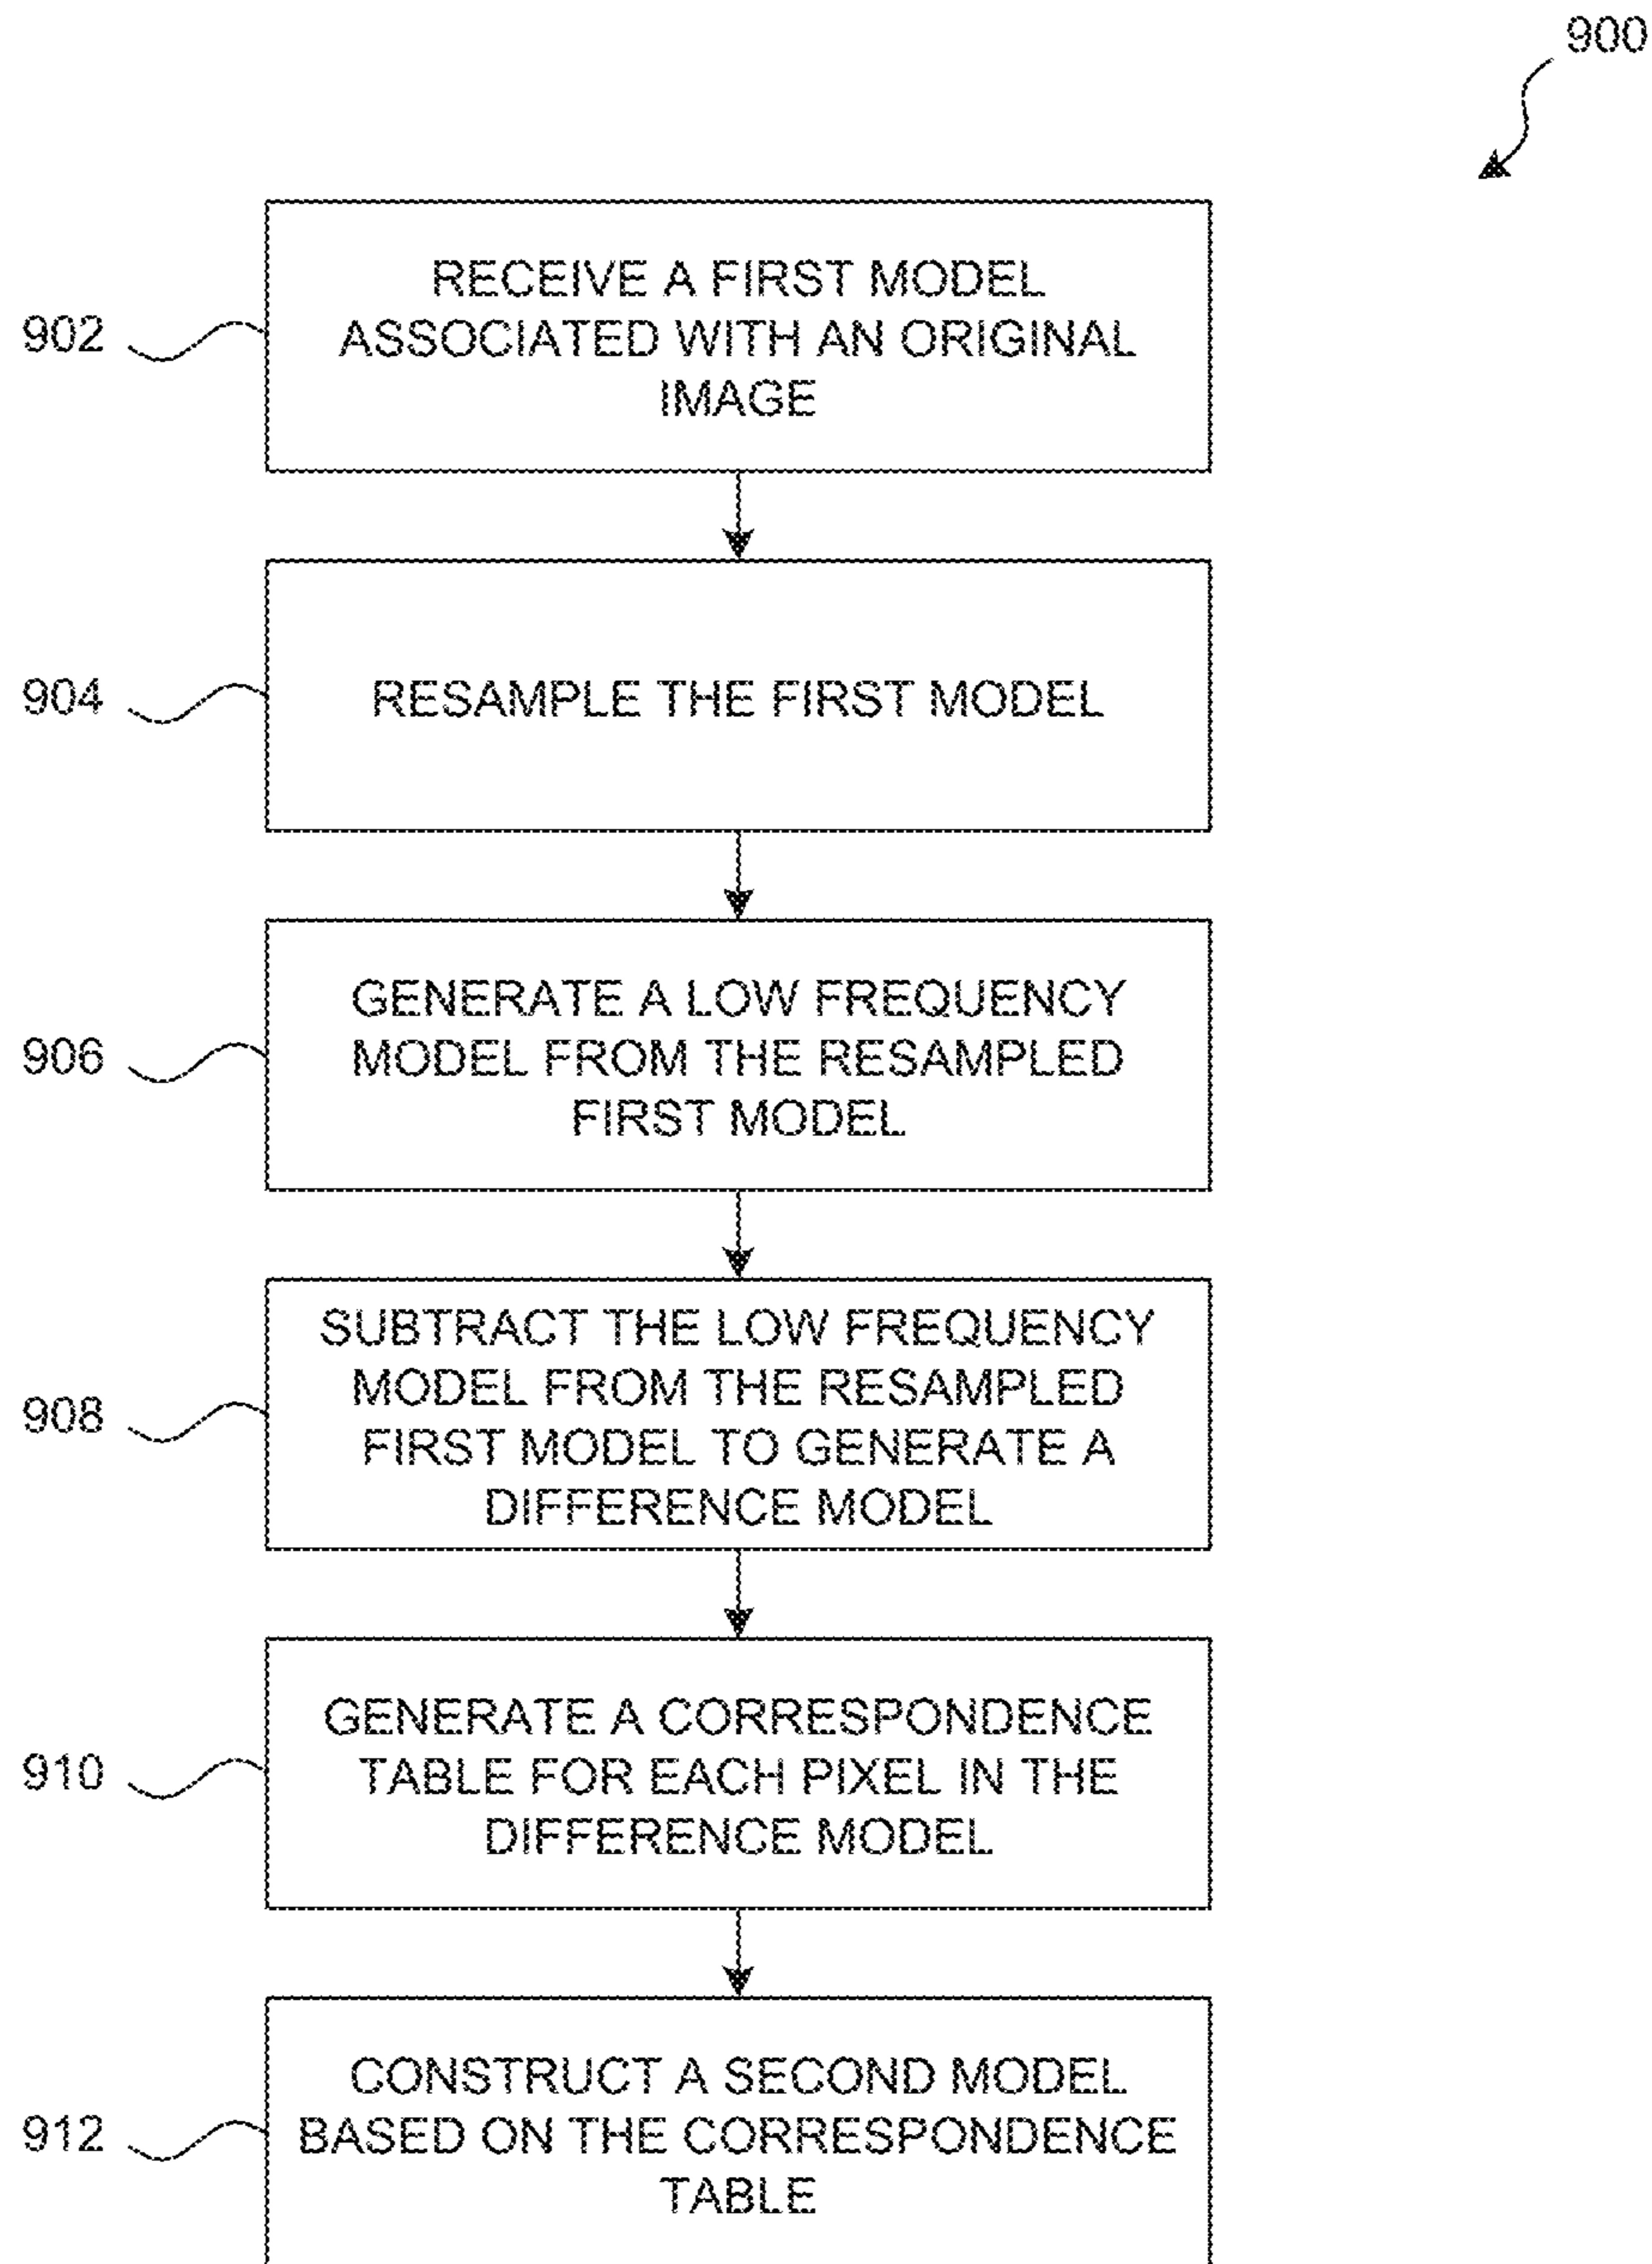 900
902
RECEIVE A FIRST MODEL
ASSOCIATED WITH AN ORIGINAL
IMAGE
904
RESAMPLE THE FIRST MODEL
906
GENERATE A LOW FREQUENCY
MODEL FROM THE RESAMPLED
FIRST MODEL
908
SUBTRACT THE LOW FREQUENCY
MODEL FROM THE RESAMPLED
FIRST MODEL TO GENERATE A
DIFFERENCE MODEL
910
GENERATE A CORRESPONDENCE
TABLE FOR EACH PIXEL IN THE
DIFFERENCE MODEL
912
CONSTRUCT A SECOND MODEL
BASED ON THE CORRESPONDENCE
TABLE